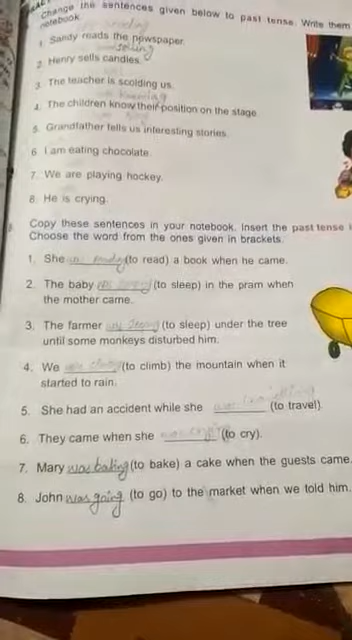 Change the sentences given below to past tense. Write them
notebook.
1. Sandy reads the newspaper.
selling
2. Henry sells candles.
3. The teacher is scolding us.
knowing
4. The children know their position on the stage.
5. Grandfather tells us interesting stories.
6. I am eating chocolate.
7. We are playing hockey.
8. He is crying.
Copy these sentences in your notebook. Insert the past tense
Choose the word from the ones given in brackets.
1. She (to read) a book when he came.
2. The baby (to sleep) in the pram when
the mother came.
3. The farmer (to sleep) under the tree
until some monkeys disturbed him.
4. We (to climb) the mountain when it
started to rain.
5. She had an accident while she was travelling (to travel).
6. They came when she was crying (to cry).
7. Mary was baking (to bake) a cake when the guests came.
8. John was going (to go) to the market when we told him.